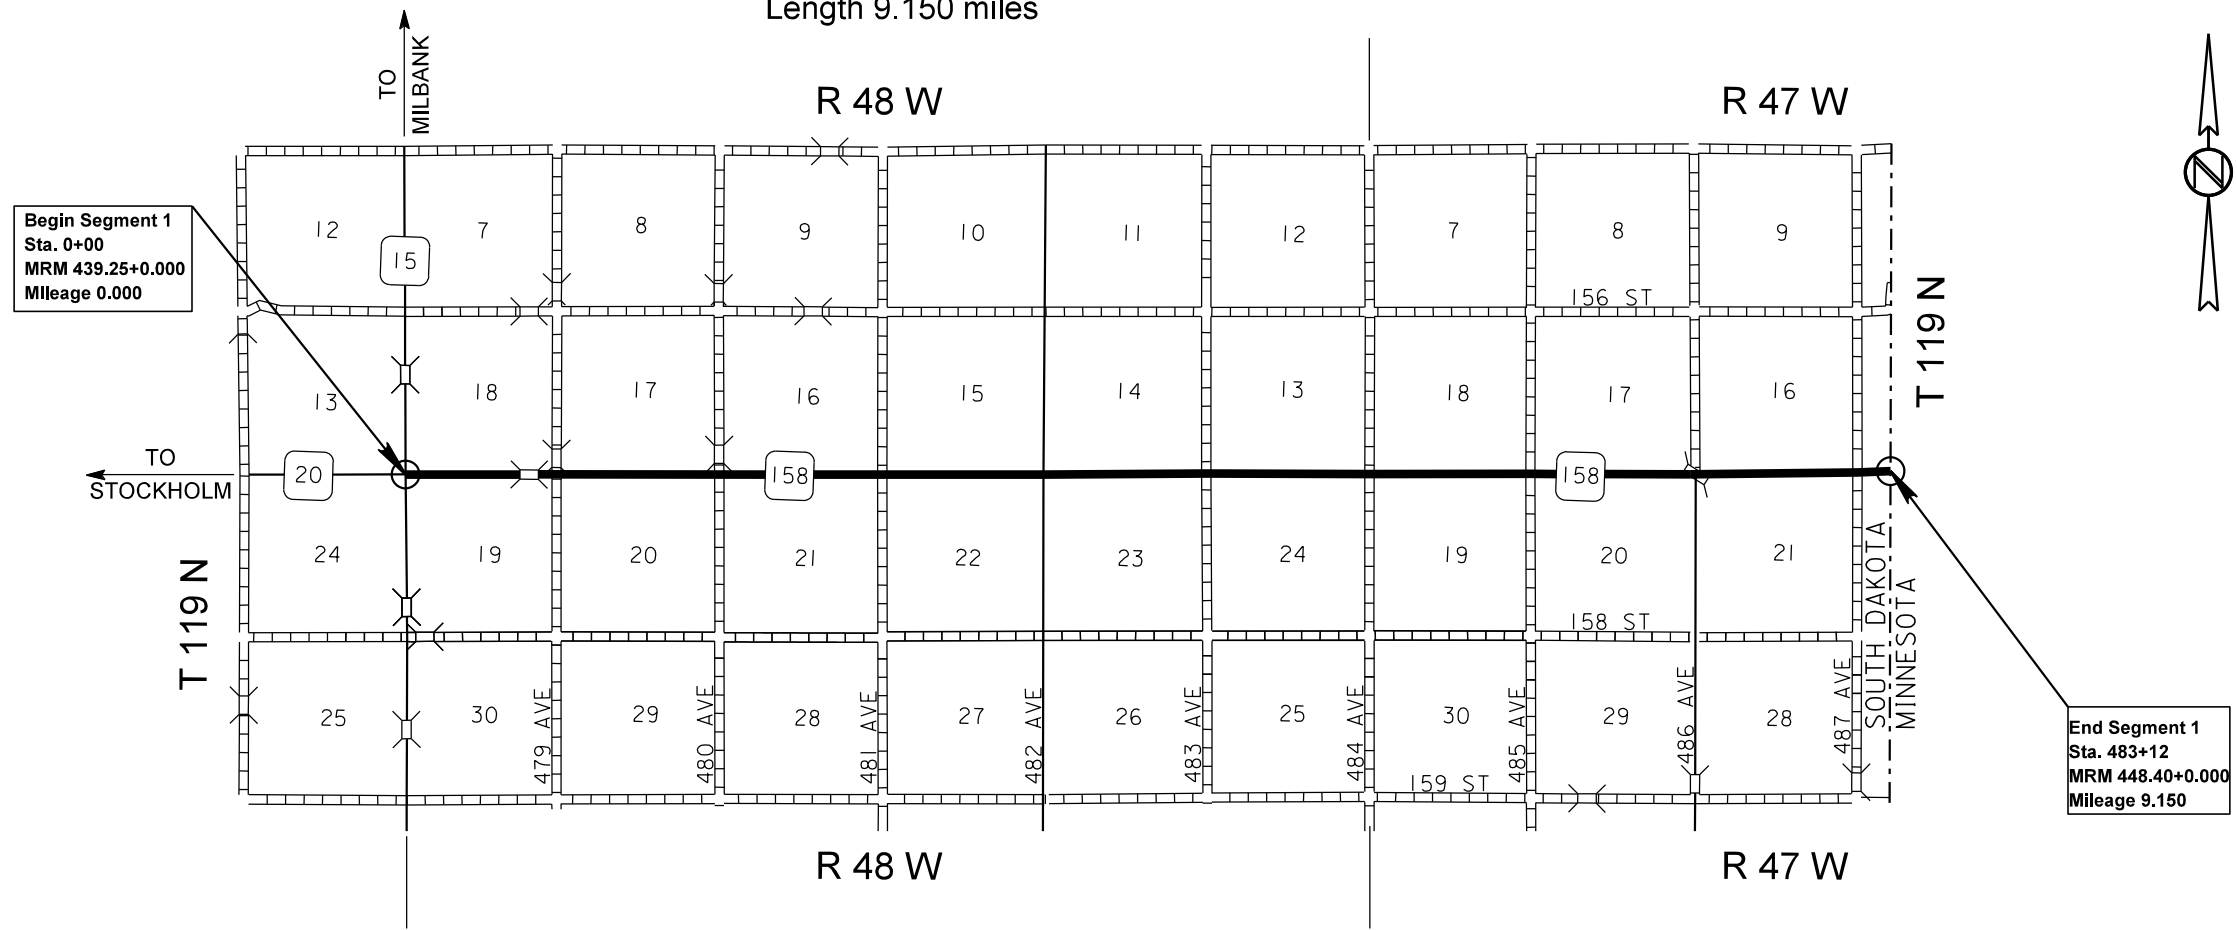 Length 9.150 miles
TO
MILBANK
R 48 W
R 47 W
Begin Segment 1
Sta. 0+00
MRM 439.25+0.000
MIleage 0.000
12
7
8
9
10
11
12
7
8
9
15
156 ST
T 119 N
13
18
17
16
15
14
13
18
17
16
TO
STOCKHOLM
20
158
158
24
19
20
21
22
23
24
19
20
21
158 ST
SOUTH DAKOTA
MINNESOTA
T 119 N
25
30
29
28
27
26
25
30
29
28
479 AVE
480 AVE
481 AVE
482 AVE
483 AVE
484 AVE
485 AVE
486 AVE
487 AVE
159 ST
End Segment 1
Sta. 483+12
MRM 448.40+0.000
Mileage 9.150
R 48 W
R 47 W
N